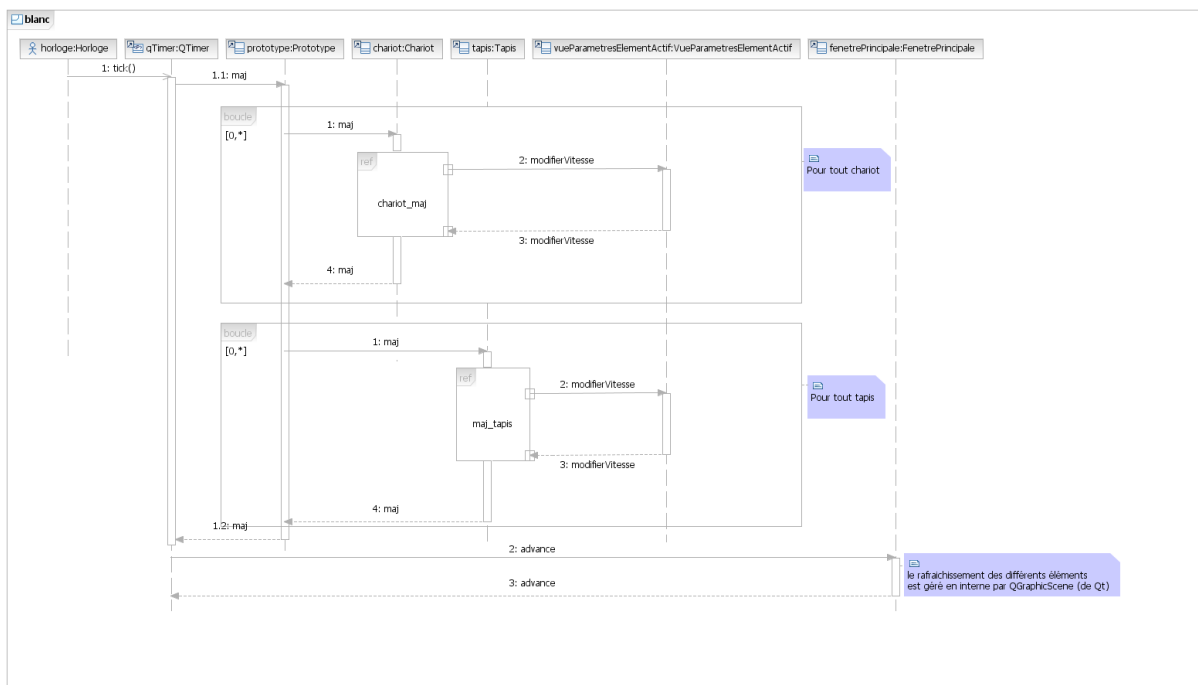 blanc
horloge:Horloge
qTimer:QTimer
prototype:Prototype
chariot:Chariot
tapis:Tapis
vueParametresElementActif:VueParametresElementActif
fenetrePrincipale:FenetrePrincipale
1: tick()
1.1: maj
boucle
[0,*]
1: maj
ref
2: modifierVitesse
Pour tout chariot
chariot_maj
3: modifierVitesse
4: maj
boucle
[0,*]
1: maj
ref
2: modifierVitesse
Pour tout tapis
maj_tapis
3: modifierVitesse
4: maj
1.2: maj
2: advance
le rafraichissement des différents éléments
est géré en interne par QGraphicScene (de Qt)
3: advance